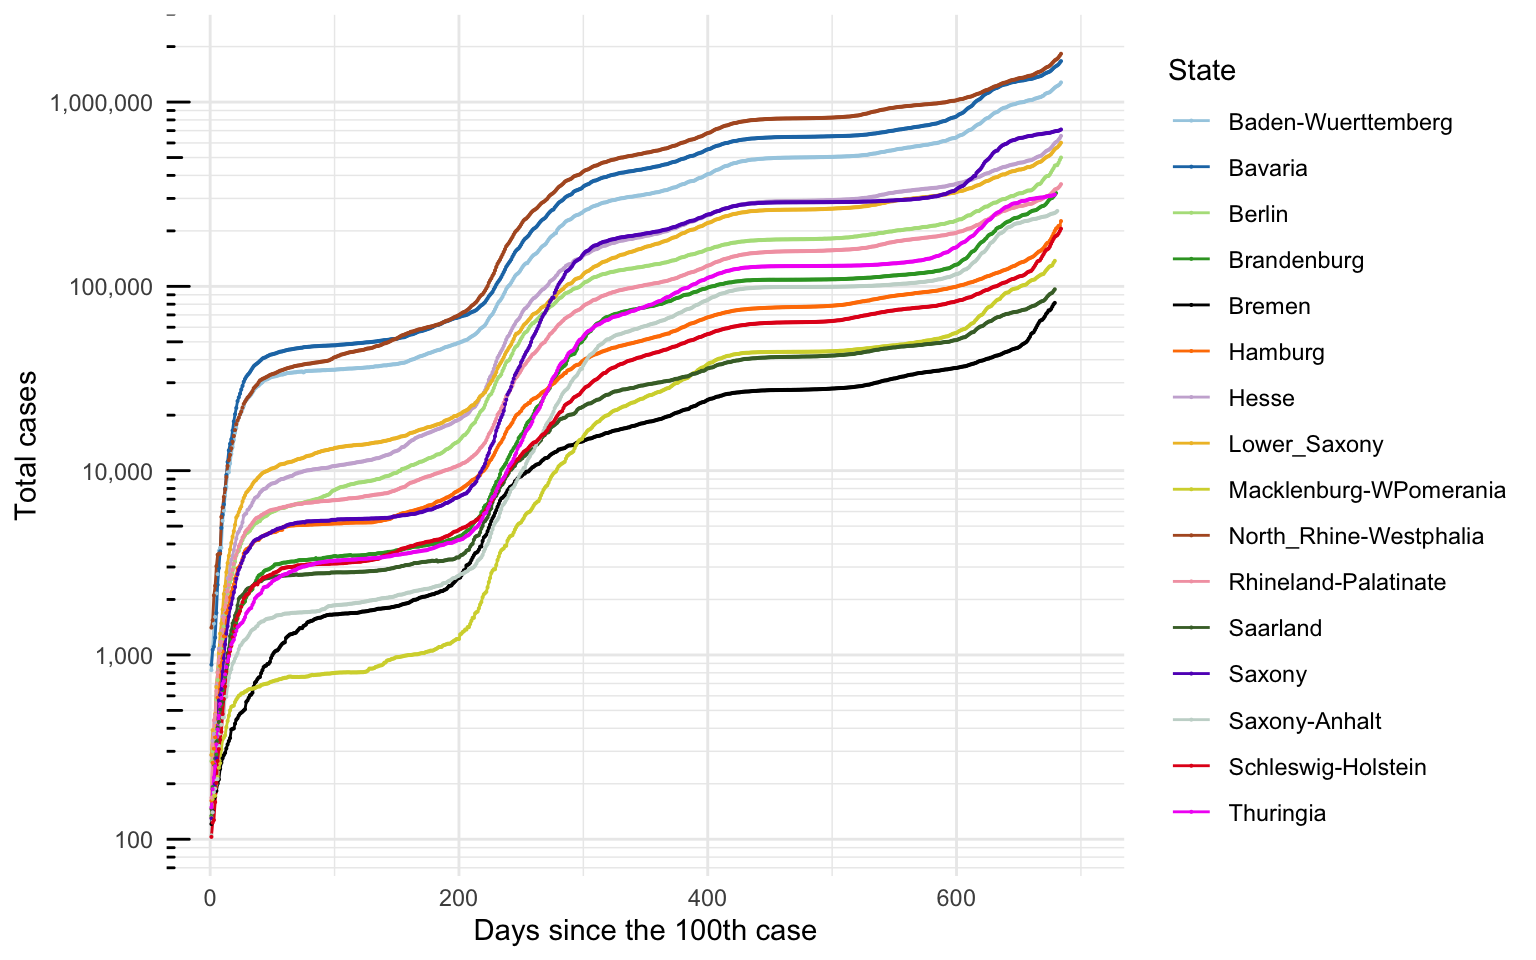 Total cases
1,000,000
100,000
10,000
1,000
100
0 200 400 600
Days since the 100th case
State
Baden-Wuerttemberg
Bavaria
Berlin
Brandenburg
Bremen
Hamburg
Hesse
Lower_Saxony
Macklenburg-WPomerania
North_Rhine-Westphalia
Rhineland-Palatinate
Saarland
Saxony
Saxony-Anhalt
Schleswig-Holstein
Thuringia